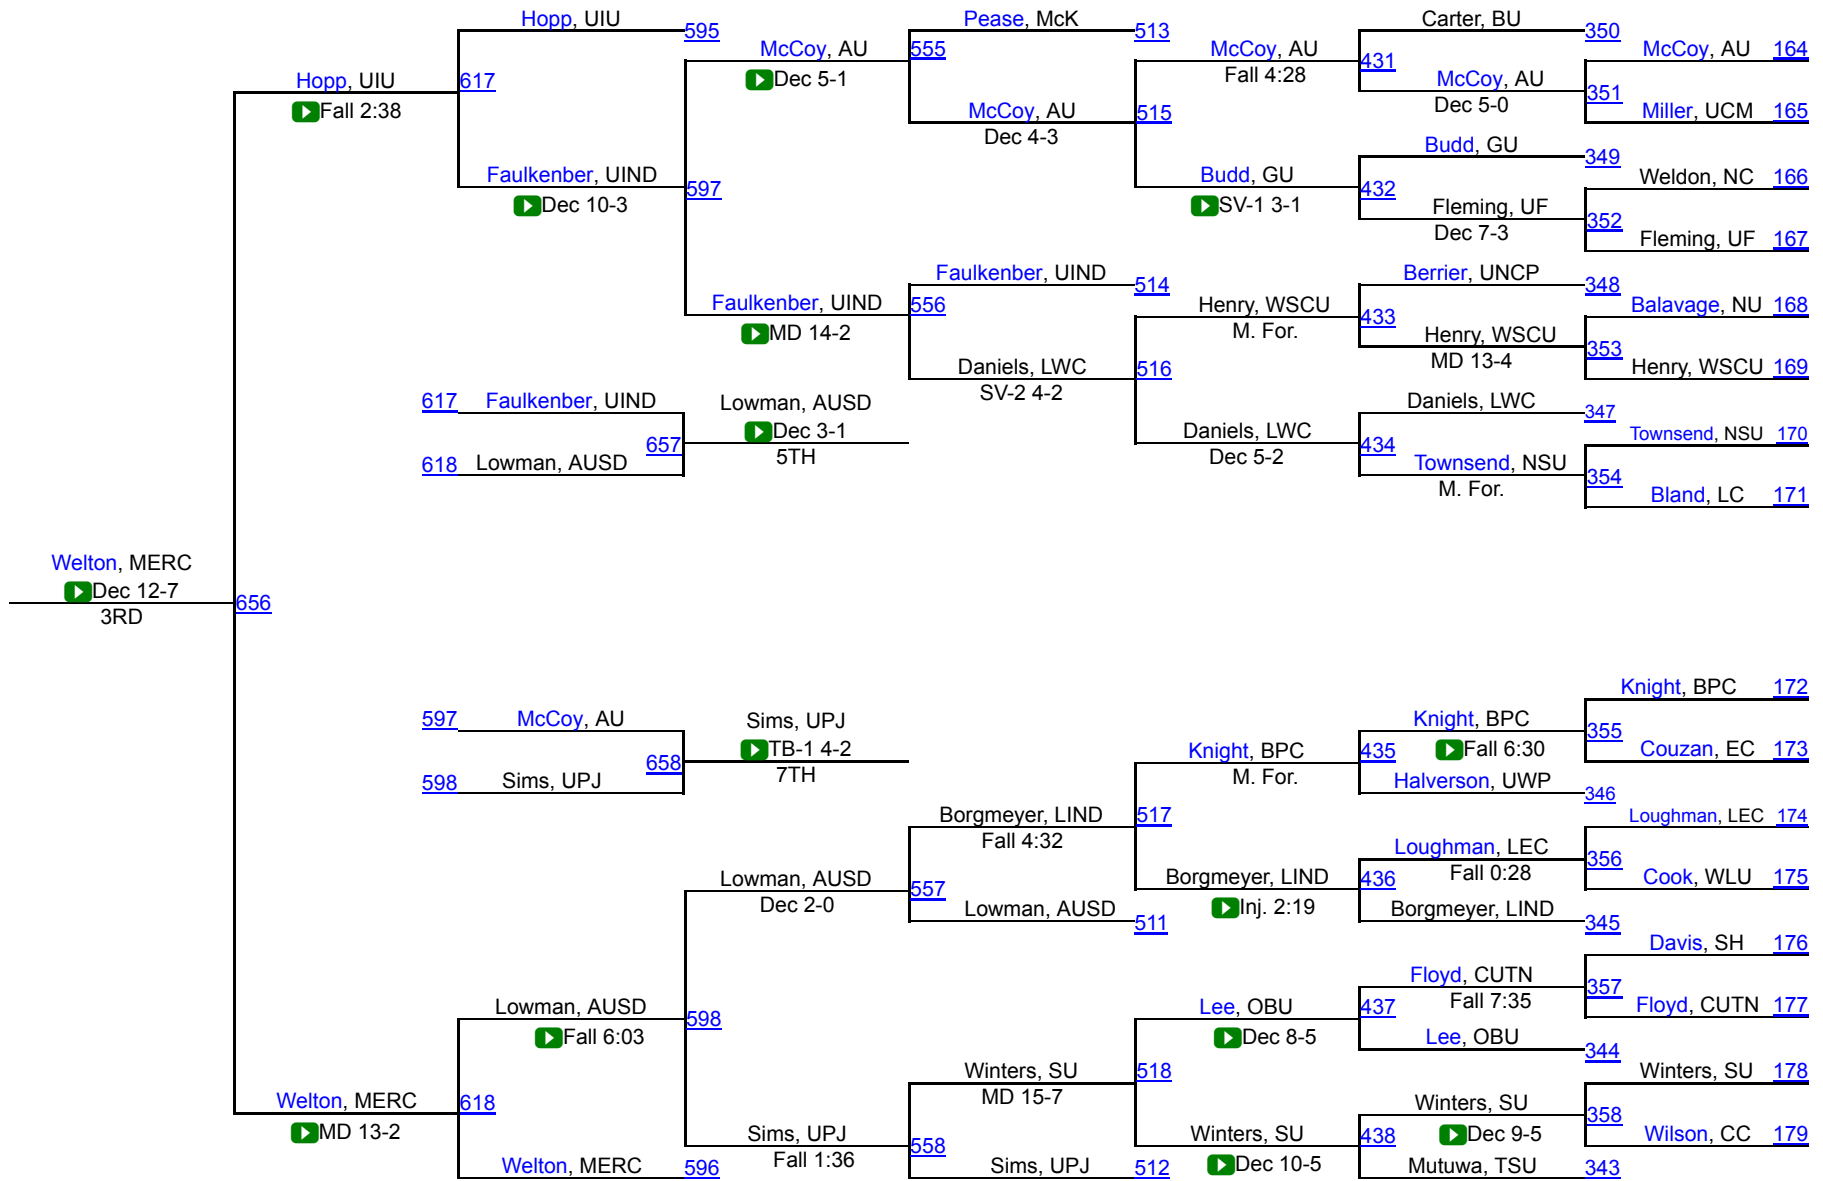 Hopp, UIU
595
Pease, McK
513
Carter, BU
350
McCoy, AU
Dec 5-1
555
McCoy, AU
Fall 4:28
431
McCoy, AU 164
Hopp, UIU
Fall 2:38
617
McCoy, AU
Dec 4-3
515
McCoy, AU
Dec 5-0
351
Miller, UCM 165
Budd, GU
349
Faulkenber, UIND
Dec 10-3
597
Budd, GU
SV-1 3-1
432
Weldon, NC 166
Fleming, UF
Dec 7-3
352
Fleming, UF 167
Faulkenber, UIND
514
Berrier, UNCP
348
Faulkenber, UIND
MD 14-2
556
Henry, WSCU
M. For.
433
Balavage, NU 168
Henry, WSCU
MD 13-4
353
Daniels, LWC
SV-2 4-2
516
Henry, WSCU 169
617 Faulkenber, UIND
Lowman, AUSD
Dec 3-1
5TH
657
618 Lowman, AUSD
Daniels, LWC
347
Daniels, LWC
Dec 5-2
434
Townsend, NSU 170
Townsend, NSU
M. For.
354
Bland, LC 171
Welton, MERC
Dec 12-7
3RD
656
Knight, BPC 172
597 McCoy, AU
Sims, UPJ
TB-1 4-2
7TH
658
598 Sims, UPJ
Knight, BPC
Fall 6:30
355
Couzan, EC 173
Knight, BPC
M. For.
435
Halverson, UWP
346
Borgmeyer, LIND
Fall 4:32
517
Loughman, LEC 174
Loughman, LEC
Fall 0:28
356
Cook, WLU 175
Lowman, AUSD
Dec 2-0
557
Borgmeyer, LIND
Inj. 2:19
436
Lowman, AUSD
511
Borgmeyer, LIND
345
Davis, SH 176
Floyd, CUTN
Fall 7:35
357
Floyd, CUTN 177
Lowman, AUSD
Fall 6:03
598
Lee, OBU
Dec 8-5
437
Lee, OBU
344
Winters, SU
MD 15-7
518
Winters, SU 178
Welton, MERC
MD 13-2
618
Winters, SU
Dec 9-5
358
Wilson, CC 179
Sims, UPJ
Fall 1:36
558
Winters, SU
Dec 10-5
438
Welton, MERC
596
Sims, UPJ
512
Mutuwa, TSU
343